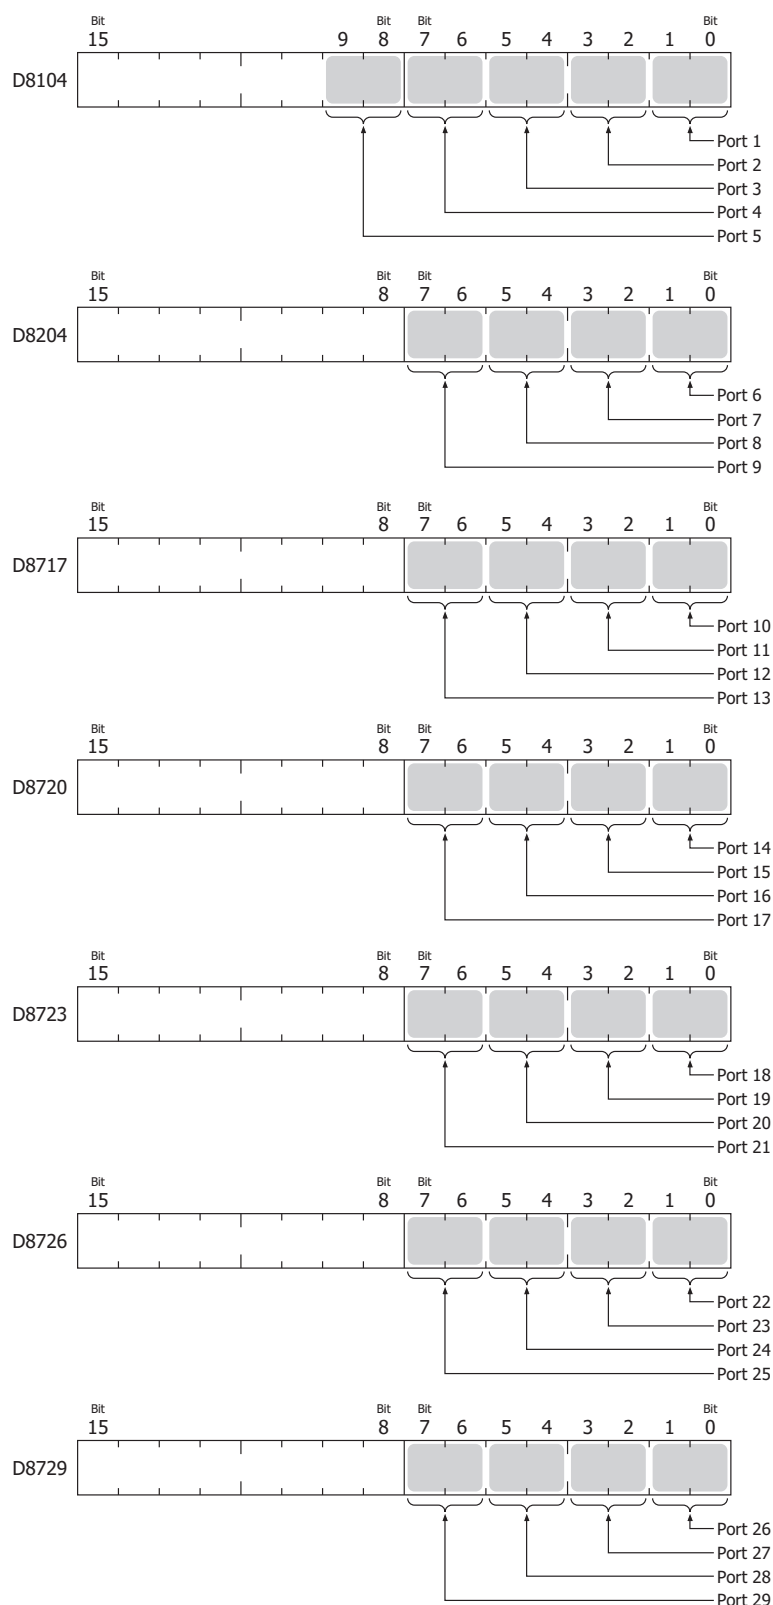 Bit Bit Bit Bit
15 9 8 7 6 5 4 3 2 1 0
D8104
Port 1
Port 2
Port 3
Port 4
Port 5
Bit Bit Bit Bit
15 8 7 6 5 4 3 2 1 0
D8204
Port 6
Port 7
Port 8
Port 9
Bit Bit Bit Bit
15 8 7 6 5 4 3 2 1 0
D8717
Port 10
Port 11
Port 12
Port 13
Bit Bit Bit Bit
15 8 7 6 5 4 3 2 1 0
D8720
Port 14
Port 15
Port 16
Port 17
Bit Bit Bit Bit
15 8 7 6 5 4 3 2 1 0
D8723
Port 18
Port 19
Port 20
Port 21
Bit Bit Bit Bit
15 8 7 6 5 4 3 2 1 0
D8726
Port 22
Port 23
Port 24
Port 25
Bit Bit Bit Bit
15 8 7 6 5 4 3 2 1 0
D8729
Port 26
Port 27
Port 28
Port 29